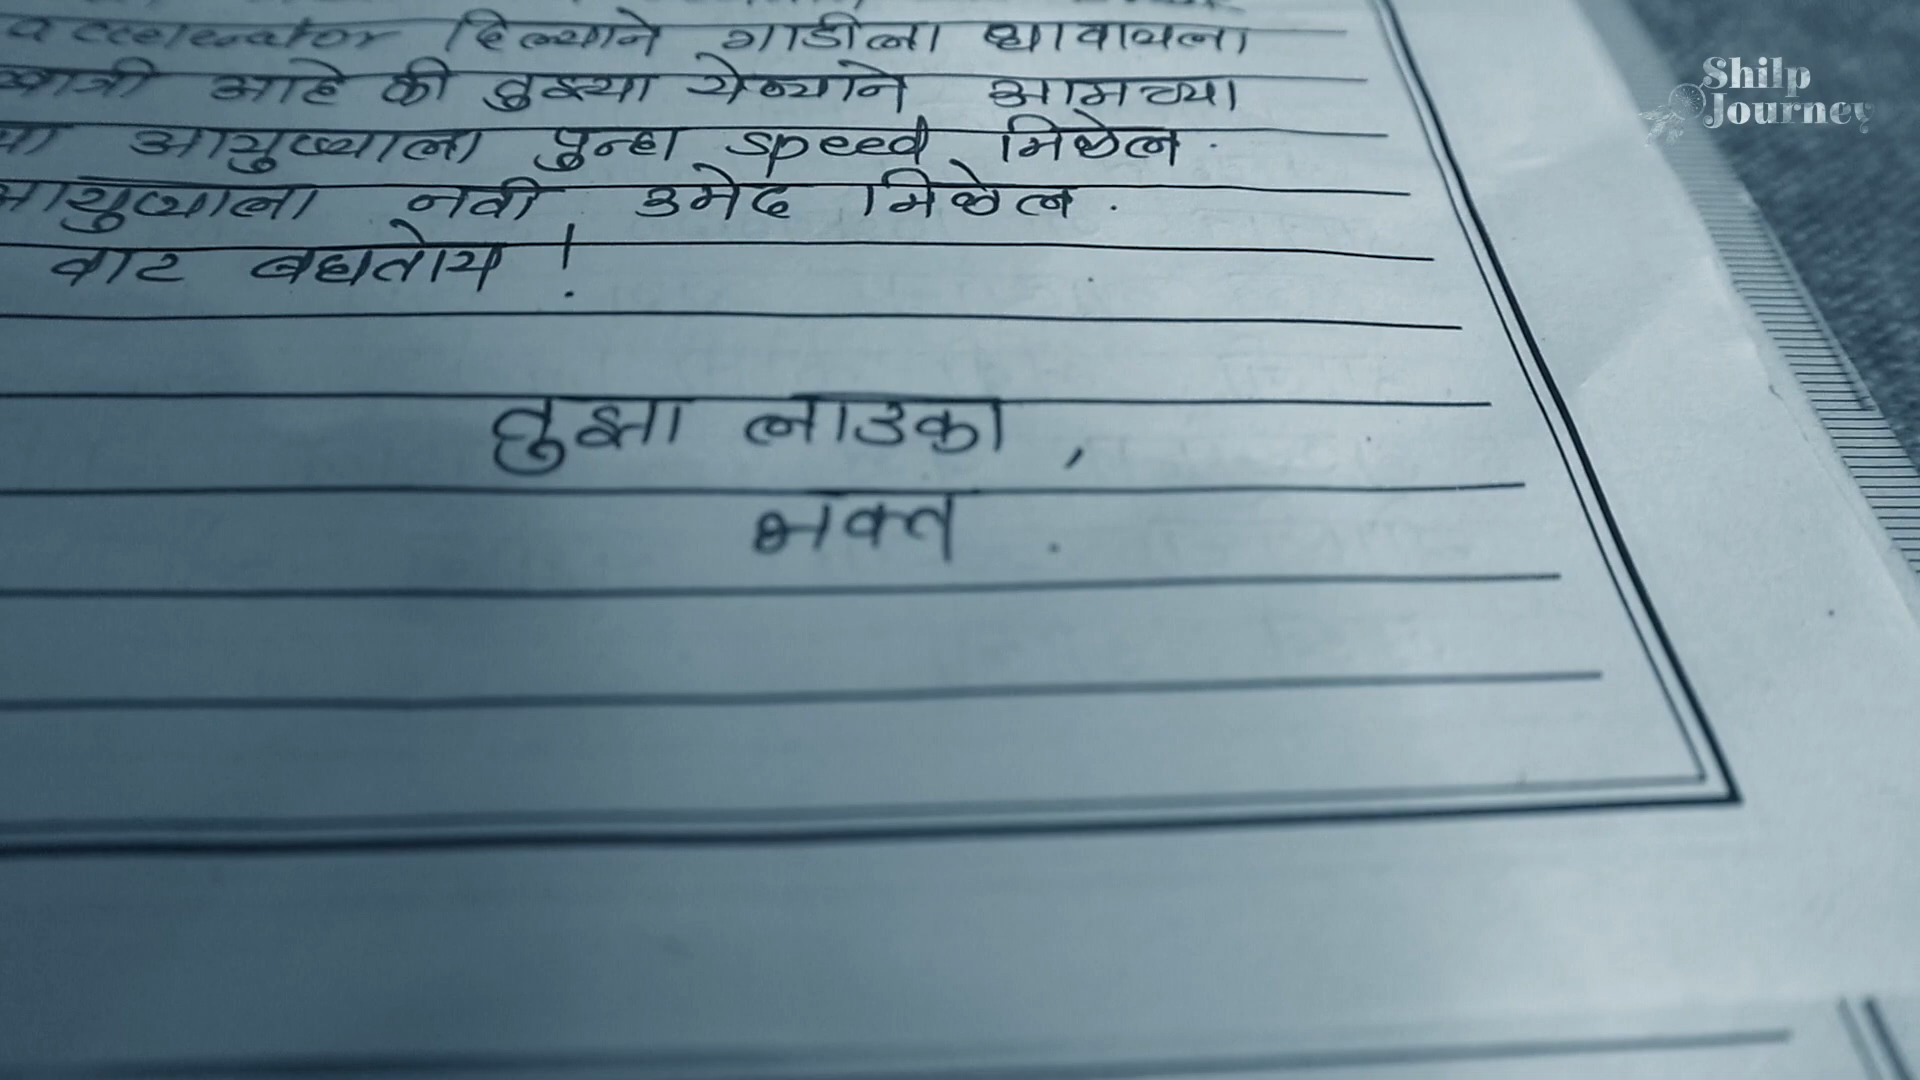 accelerator दिल्याने गाडीला धावायला
खात्री आहे की तुझ्या येण्याने आमच्या
या आयुष्याला पुन्हा speed मिळेल.
आयुष्याला नवी उमेद मिळेल.
वाट बघतोय!
तुझा लाडका,
भक्त.
Shilp
Journey